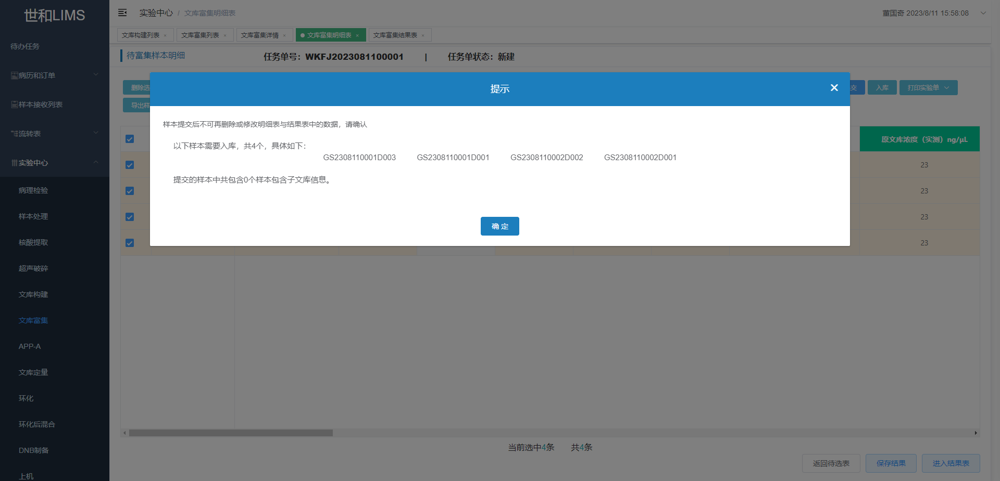 世和LIMS
实验中心 / 文库富集明细表
董国奇 2023/8/11 15:58:08
文库构建列表 ×
文库富集列表 ×
文库富集详情 ×
文库富集明细表 ×
文库富集结果表 ×
待办任务
病历和订单
样本接收列表
流转表
实验中心
病理检验
样本处理
核酸提取
超声破碎
文库构建
文库富集
APP-A
文库定量
环化
环化后混合
DNB制备
上机
待富集样本明细
任务单号：WKFJ2023081100001 | 任务单状态：新建
删除选
交
入库
打印实验单
导出样
提示
样本提交后不可再删除或修改明细表与结果表中的数据，请确认
以下样本需要入库，共4个，具体如下：
GS2308110001D003 GS2308110001D001 GS2308110002D002 GS2308110002D001
提交的样本中共包含0个样本包含子文库信息。
确 定
原文库浓度（实测）ng/μL
23
23
23
23
当前选中4条 共4条
返回待选表
保存结果
进入结果表